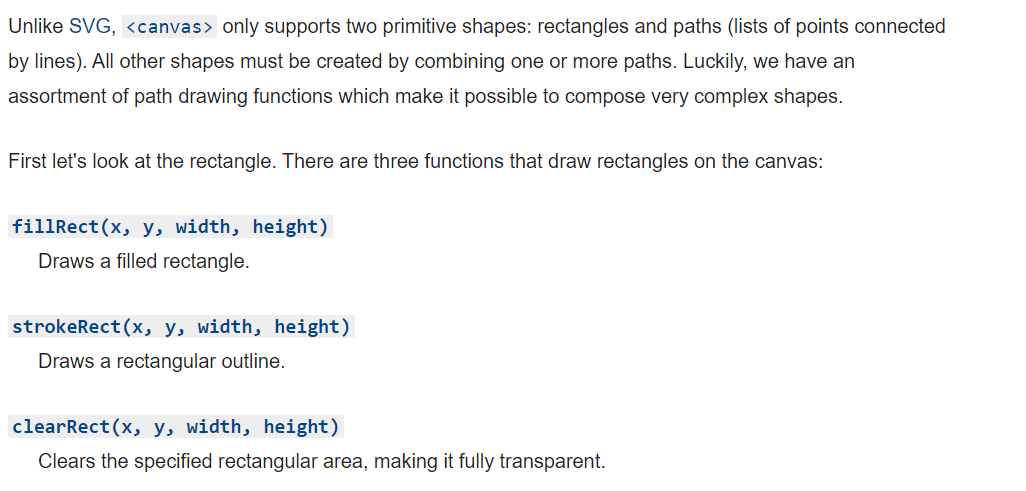 Unlike SVG, <canvas> only supports two primitive shapes: rectangles and paths (lists of points connected
by lines). All other shapes must be created by combining one or more paths. Luckily, we have an
assortment of path drawing functions which make it possible to compose very complex shapes.
First let's look at the rectangle. There are three functions that draw rectangles on the canvas:
fillRect(x, y, width, height)
Draws a filled rectangle.
strokeRect(x, y, width, height)
Draws a rectangular outline.
clearRect(x, y, width, height)
Clears the specified rectangular area, making it fully transparent.